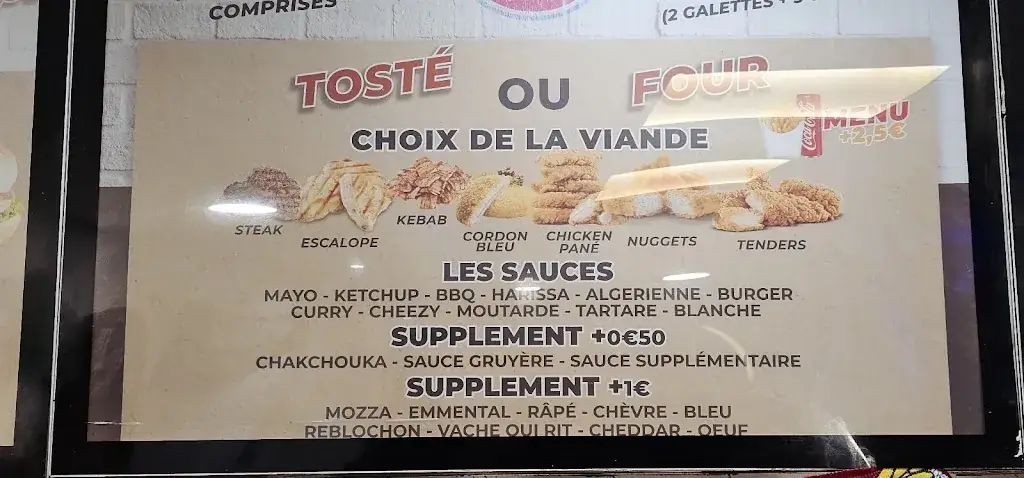 COMPRISES
(2 GALETTES +
TOSTÉ OU FOUR
MENU
+2,5€
Coca-Cola
CHOIX DE LA VIANDE
STEAK
ESCALOPE
KEBAB
CORDON
BLEU
CHICKEN
PANÉ
NUGGETS
TENDERS
LES SAUCES
MAYO - KETCHUP - BBQ - HARISSA - ALGERIENNE - BURGER
CURRY - CHEEZY - MOUTARDE - TARTARE - BLANCHE
SUPPLEMENT +0€50
CHAKCHOUKA - SAUCE GRUYÈRE - SAUCE SUPPLÉMENTAIRE
SUPPLEMENT +1€
MOZZA - EMMENTAL - RÂPÉ - CHÈVRE - BLEU
REBLOCHON - VACHE QUI RIT - CHEDDAR - OEUF